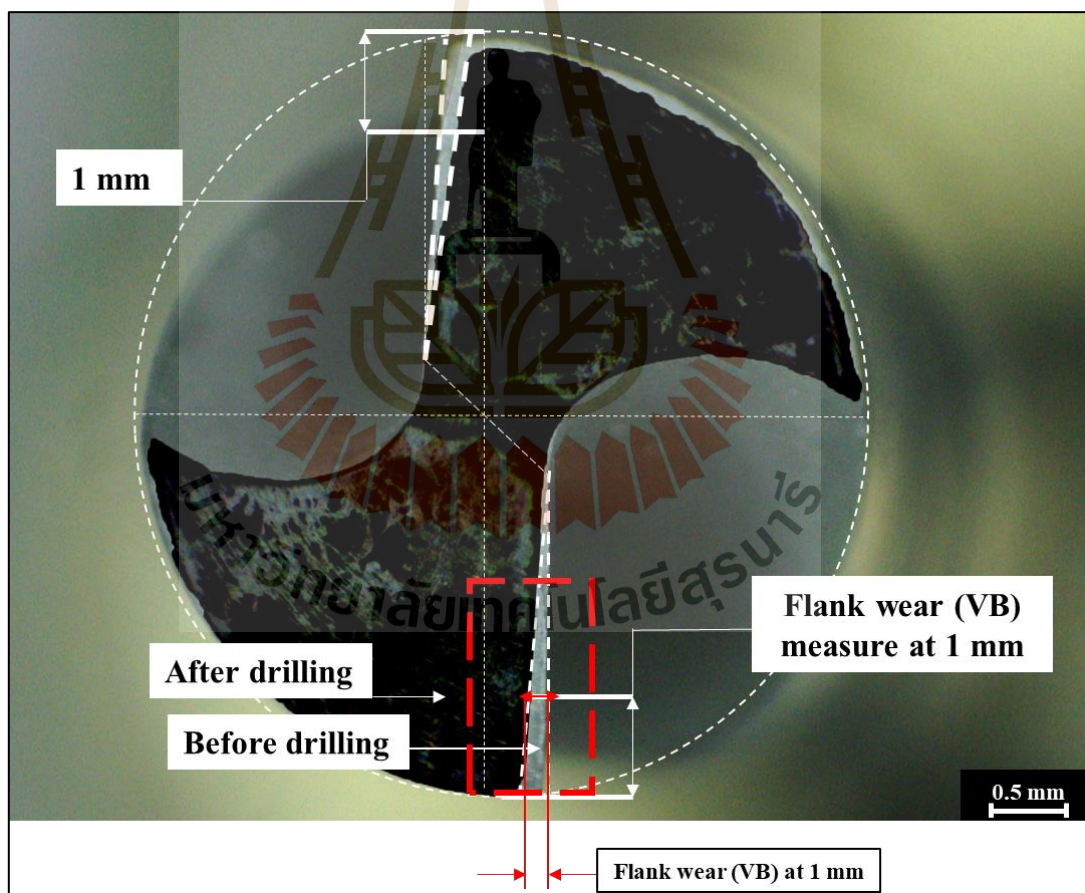 1 mm
มหาวิทยาลัยเทคโนโลยีสุรนารี
Flank wear (VB)
measure at 1 mm
After drilling
Before drilling
0.5 mm
Flank wear (VB) at 1 mm